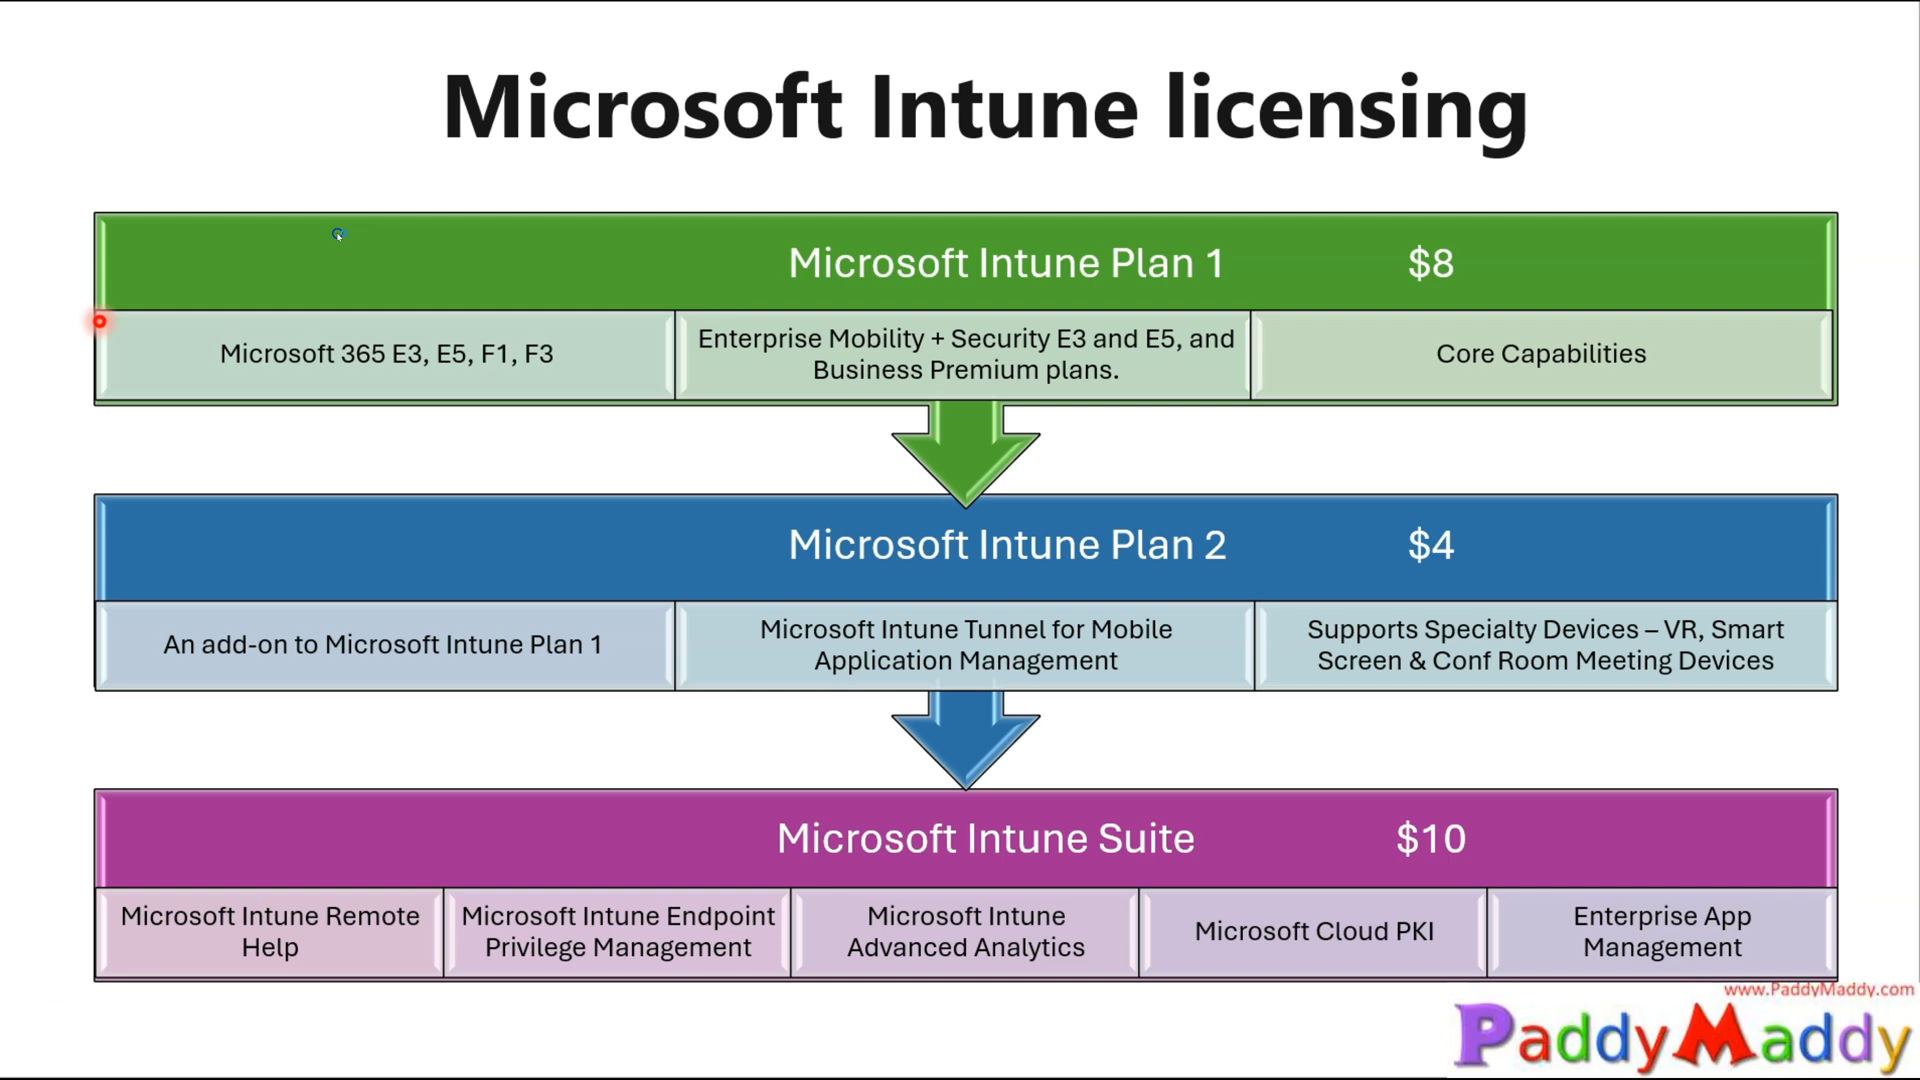 Microsoft Intune licensing
Microsoft Intune Plan 1 $8
Microsoft 365 E3, E5, F1, F3
Enterprise Mobility + Security E3 and E5, and
Business Premium plans.
Core Capabilities
Microsoft Intune Plan 2 $4
An add-on to Microsoft Intune Plan 1
Microsoft Intune Tunnel for Mobile
Application Management
Supports Specialty Devices – VR, Smart
Screen & Conf Room Meeting Devices
Microsoft Intune Suite $10
Microsoft Intune Remote
Help
Microsoft Intune Endpoint
Privilege Management
Microsoft Intune
Advanced Analytics
Microsoft Cloud PKI
Enterprise App
Management
www.PaddyMaddy.com
PaddyMaddy